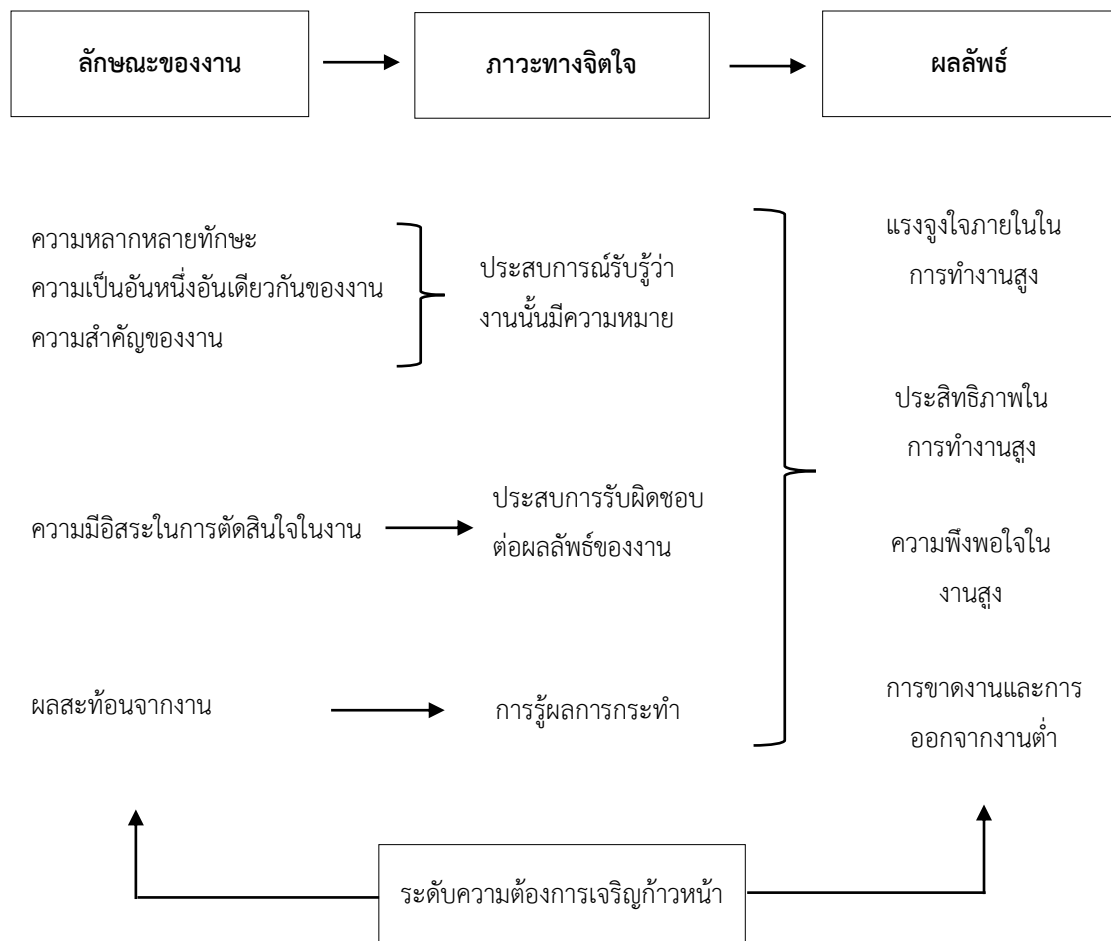 ลักษณะของงาน
ภาวะทางจิตใจ
ผลลัพธ์
ความหลากหลายทักษะ
ความเป็นอันหนึ่งอันเดียวกันของงาน
ความสำคัญของงาน
ประสบการณ์รับรู้ว่า
งานนั้นมีความหมาย
แรงจูงใจภายในใน
การทำงานสูง
ประสิทธิภาพใน
การทำงานสูง
ความมีอิสระในการตัดสินใจในงาน
ประสบการรับผิดชอบ
ต่อผลลัพธ์ของงาน
ความพึงพอใจใน
งานสูง
ผลสะท้อนจากงาน
การรู้ผลการกระทำ
การขาดงานและการ
ออกจากงานต่ำ
ระดับความต้องการเจริญก้าวหน้า